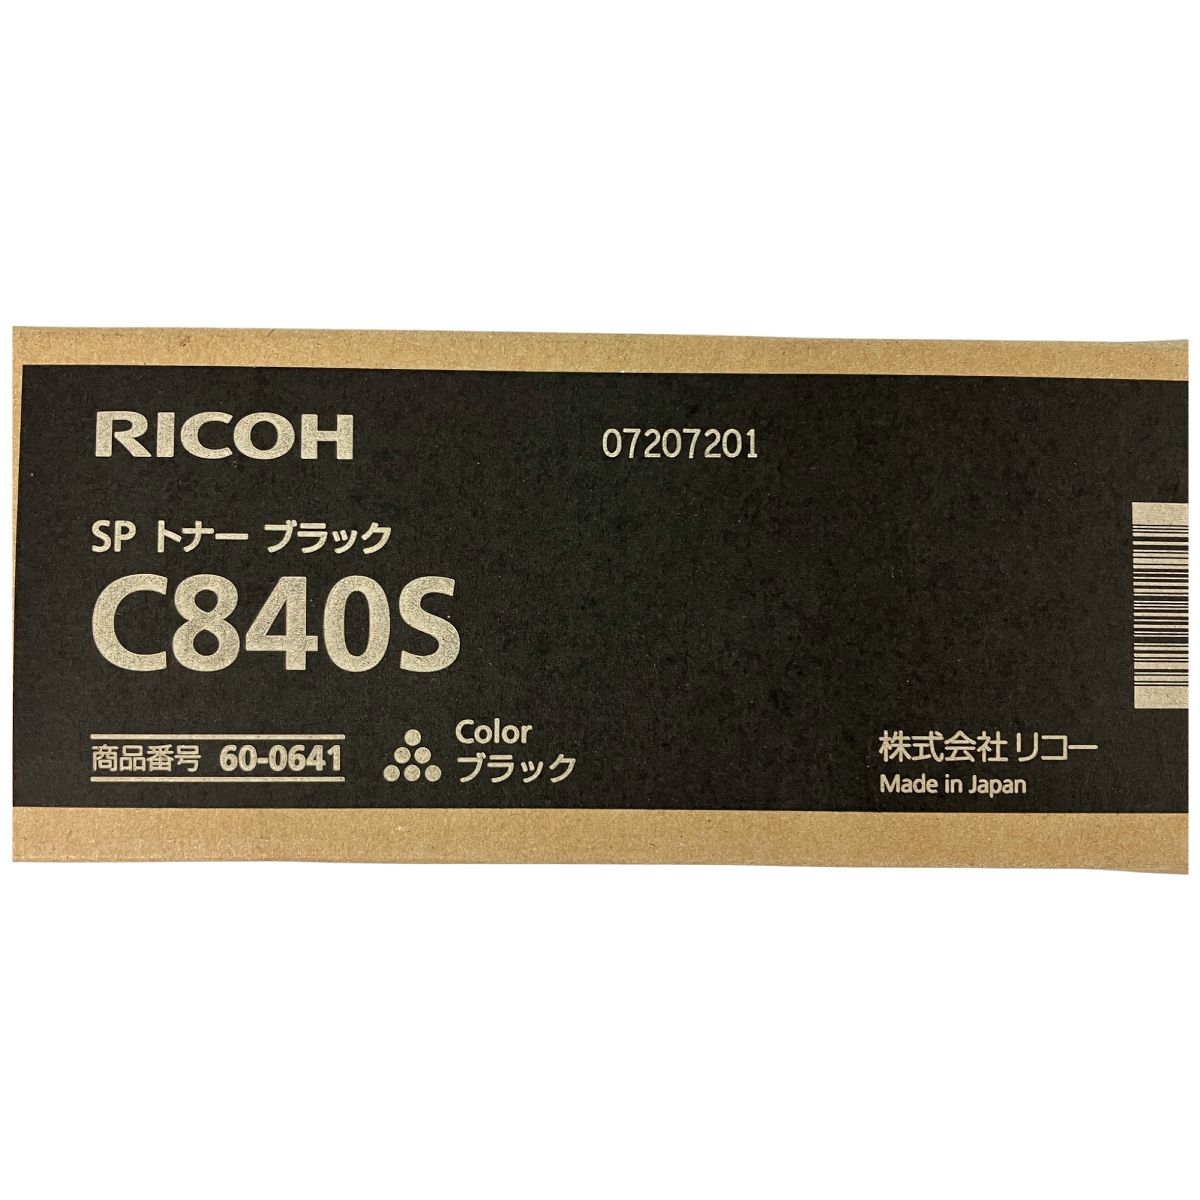 RICOH
07207201
SP トナー ブラック
C840S
商品番号 60-0641
Color
ブラック
株式会社リコー
Made in Japan